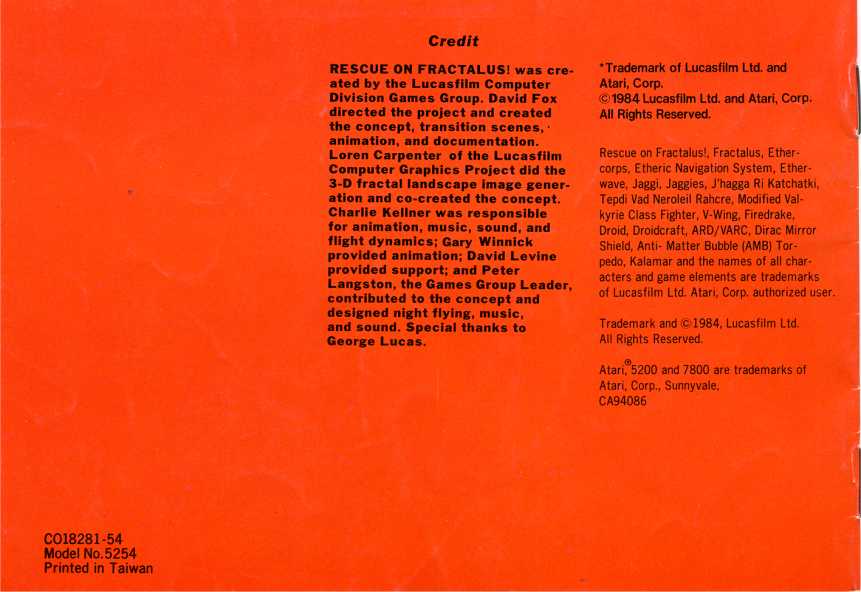 Credit
RESCUE ON FRACTALUS! was cre-
ated by the Lucasfilm Computer
Division Games Group. David Fox
directed the project and created
the concept, transition scenes,
animation, and documentation.
Loren Carpenter of the Lucasfilm
Computer Graphics Project did the
3-D fractal landscape image gener-
ation and co-created the concept.
Charlie Kellner was responsible
for animation, music, sound, and
flight dynamics; Gary Winnick
provided animation; David Levine
provided support; and Peter
Langston, the Games Group Leader,
contributed to the concept and
designed night flying, music,
and sound. Special thanks to
George Lucas.
*Trademark of Lucasfilm Ltd. and
Atari, Corp.
©1984 Lucasfilm Ltd. and Atari, Corp.
All Rights Reserved.
Rescue on Fractalus!, Fractalus, Ether-
corps, Etheric Navigation System, Ether-
wave, Jaggi, Jaggies, J'hagga Ri Katchatki,
Tepdi Vad Neroleil Rahcre, Modified Val-
kyrie Class Fighter, V-Wing, Firedrake,
Droid, Droidcraft, ARD/VARC, Dirac Mirror
Shield, Anti- Matter Bubble (AMB) Tor-
pedo, Kalamar and the names of all char-
acters and game elements are trademarks
of Lucasfilm Ltd. Atari, Corp. authorized user.
Trademark and ©1984, Lucasfilm Ltd.
All Rights Reserved.
Atari,® 5200 and 7800 are trademarks of
Atari, Corp., Sunnyvale,
CA94086
CO18281-54
Model No.5254
Printed in Taiwan